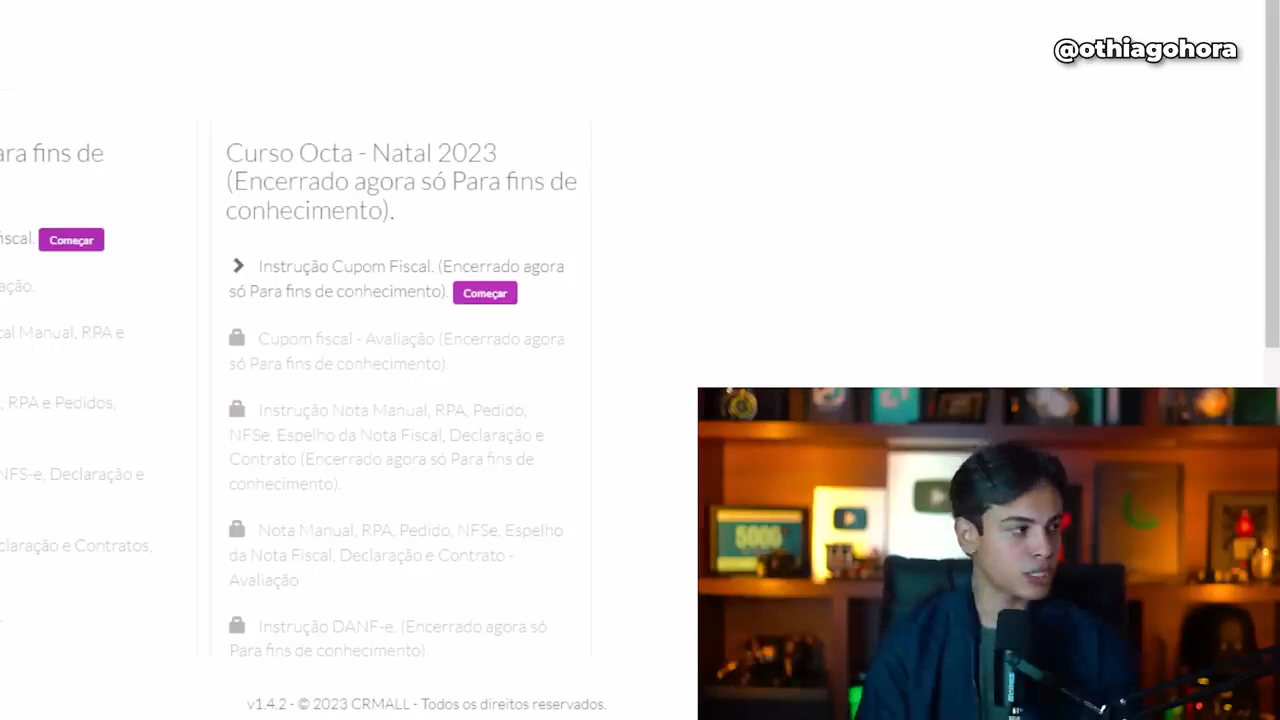 @othiagohora
ara fins de
iscal. Começar
ação.
cal Manual, RPA e
, RPA e Pedidos,
NFS-e, Declaração e
claração e Contratos,
Curso Octa - Natal 2023
(Encerrado agora só Para fins de
conhecimento).
Instrução Cupom Fiscal. (Encerrado agora
só Para fins de conhecimento). Começar
Cupom fiscal - Avaliação (Encerrado agora
só Para fins de conhecimento)
Instrução Nota Manual, RPA, Pedido,
NFSe, Espelho da Nota Fiscal, Declaração e
Contrato (Encerrado agora só Para fins de
conhecimento).
Nota Manual, RPA, Pedido, NFSe, Espelho
da Nota Fiscal, Declaração e Contrato -
Avaliação
Instrução DANF-e. (Encerrado agora só
Para fins de conhecimento)
5000
v1.4.2 - © 2023 CRMALL - Todos os direitos reservados.